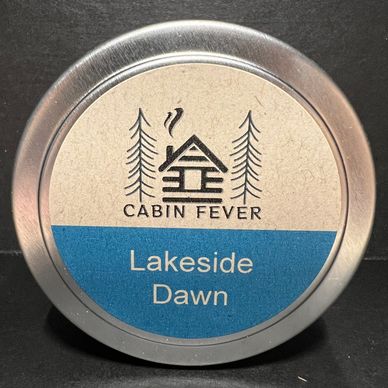 CABIN FEVER
Lakeside
Dawn